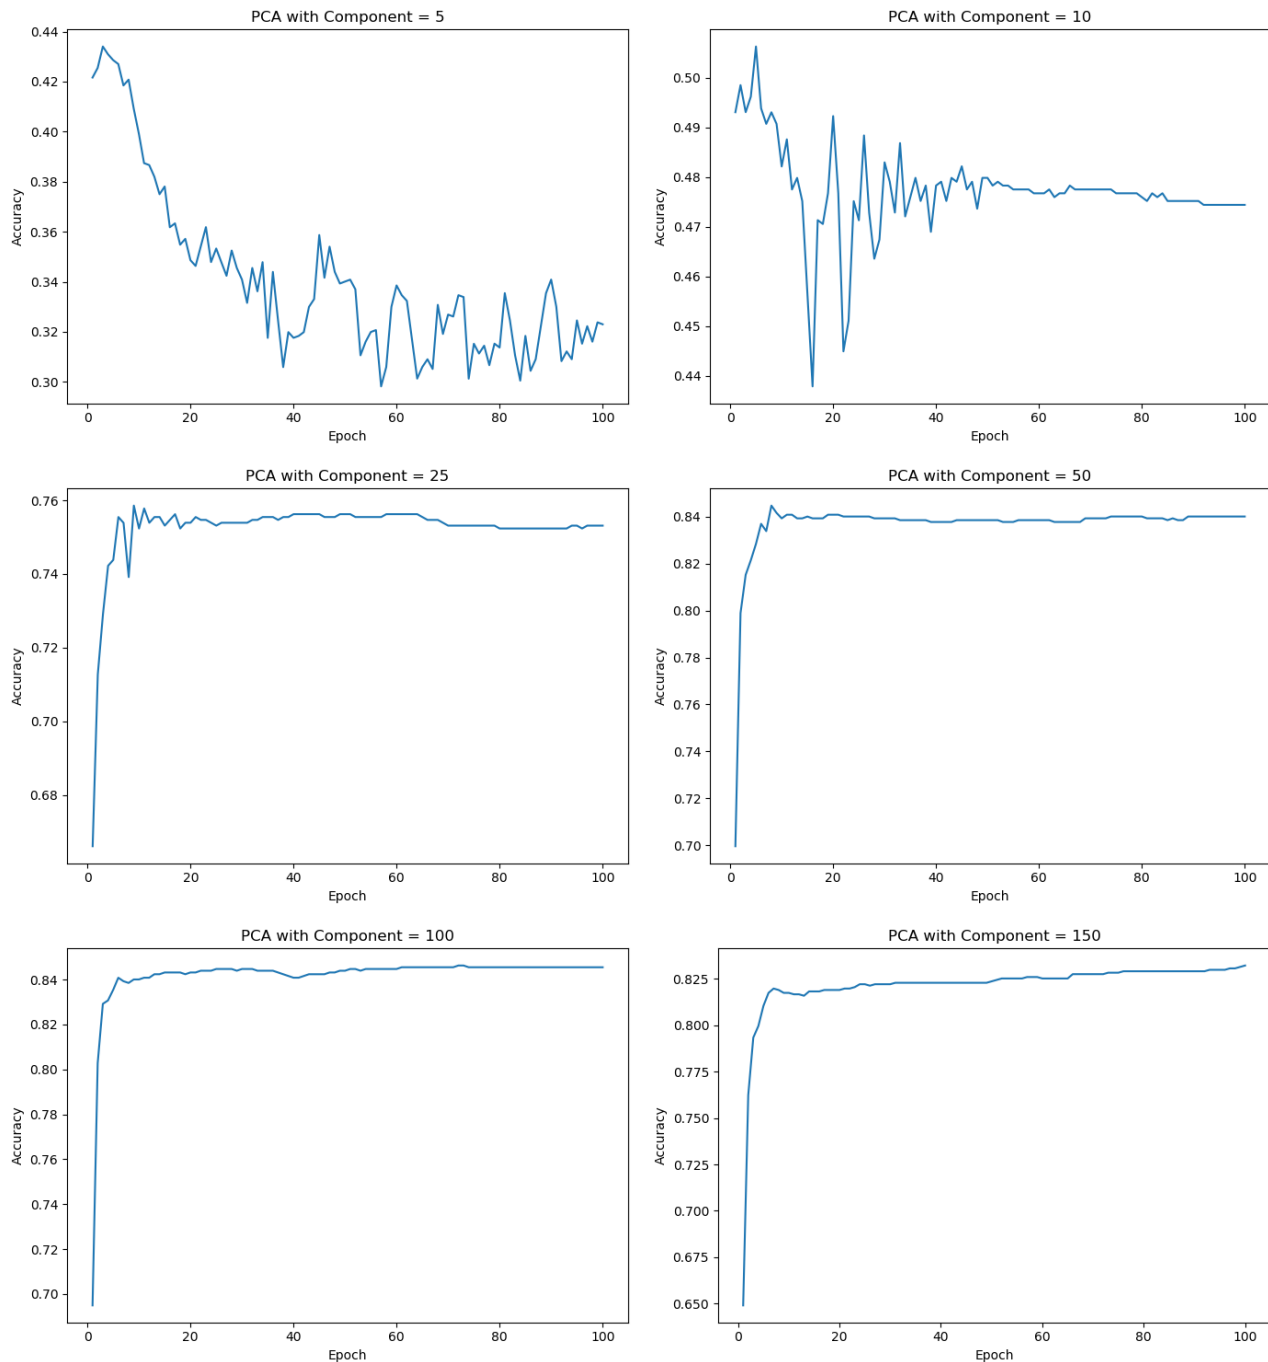 PCA with Component = 5
0.44
0.42
0.40
0.38
0.36
0.34
0.32
0.30
Accuracy
0 20 40 60 80 100
Epoch
PCA with Component = 10
0.50
0.49
0.48
0.47
0.46
0.45
0.44
Accuracy
0 20 40 60 80 100
Epoch
PCA with Component = 25
0.76
0.74
0.72
0.70
0.68
Accuracy
0 20 40 60 80 100
Epoch
PCA with Component = 50
0.84
0.82
0.80
0.78
0.76
0.74
0.72
0.70
Accuracy
0 20 40 60 80 100
Epoch
PCA with Component = 100
0.84
0.82
0.80
0.78
0.76
0.74
0.72
0.70
Accuracy
0 20 40 60 80 100
Epoch
PCA with Component = 150
0.825
0.800
0.775
0.750
0.725
0.700
0.675
0.650
Accuracy
0 20 40 60 80 100
Epoch